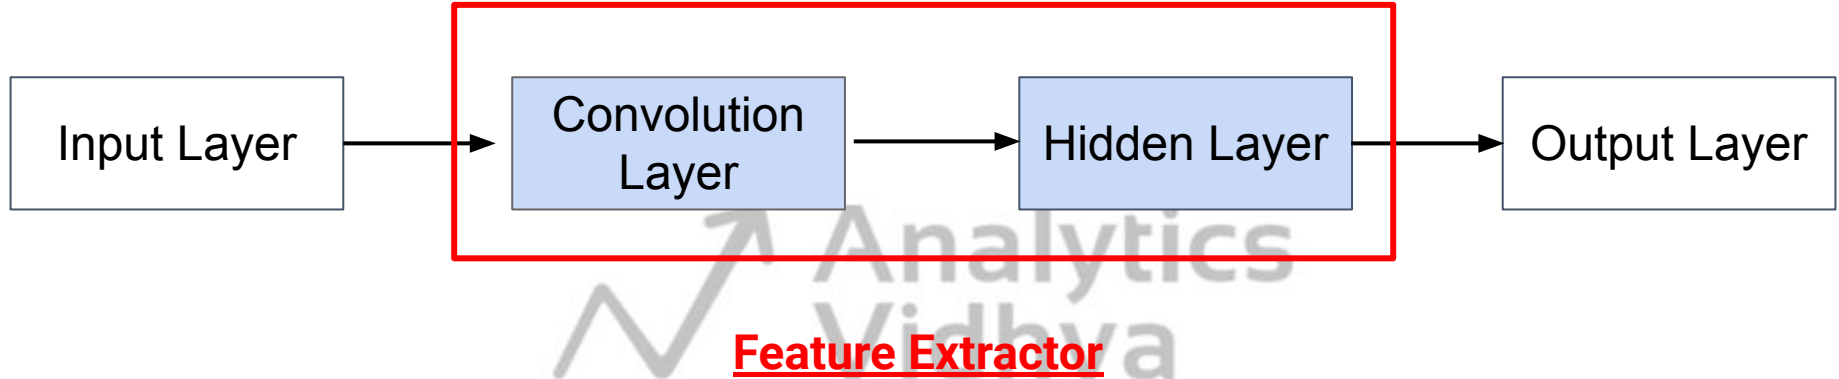 Input Layer
Convolution
Layer
Hidden Layer
Output Layer
Analytics
Vidhya
Feature Extractor